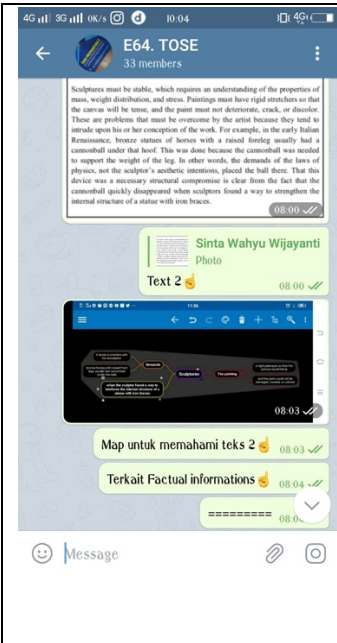 4G 3G 0K/s 10:04 4G
E64. TOSE
33 members
Sculptures must be stable, which requires an understanding of the properties of
mass, weight distribution, and stress. Paintings must have rigid stretchers so that
the canvas will be tense, and the paint must not deteriorate, crack, or discolor.
These are problems that must be overcome by the artist because they tend to
intrude upon his or her conception of the work. For example, in the early Italian
Renaissance, bronze statues of horses with a raised foreleg usually had a
cannonball under that hoof. This was done because the cannonball was needed
to support the weight of the leg. In other words, the demands of the laws of
physics, not the sculptor's aesthetic intentions, placed the ball there. That this
device was a necessary structural compromise is clear from the fact that the
cannonball quickly disappeared when sculptors found a way to strengthen the
internal structure of a statue with iron braces.
08:00
Sinta Wahyu Wijayanti
Photo
Text 2☝
08:00
11:36
Sculptures
The painting
when the sculptor found a way to
reinforce the internal structure of a
statue with iron braces
08:03
Map untuk memahami teks 2☝ 08:03
Terkait Factual informations☝ 08:04
========= 08:0
Message